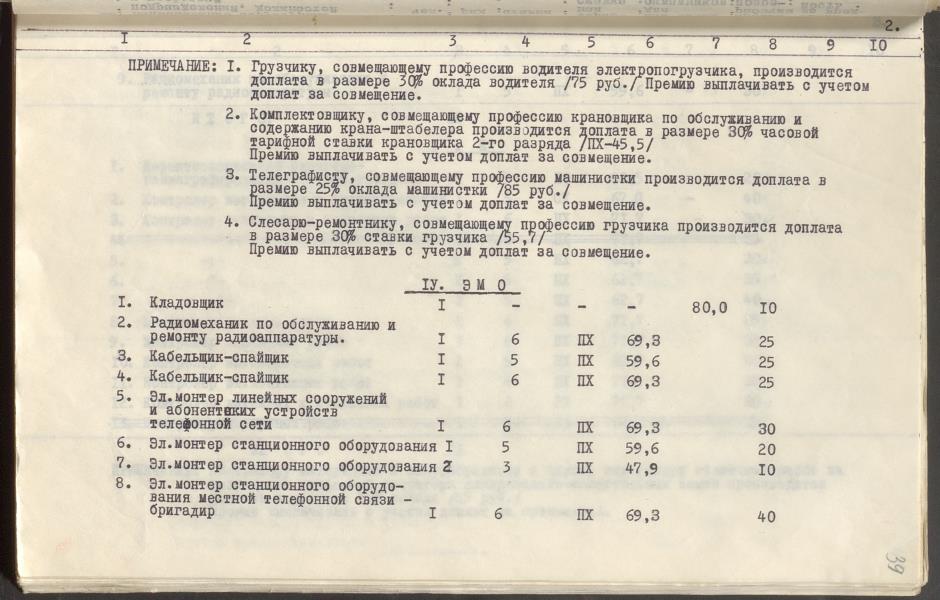 2.
I 2 3 4 5 6 7 8 9 IO
ПРИМЕЧАНИЕ: I. Грузчику, совмещающему профессию водителя электропогрузчика, производится
доплата в размере 30% оклада водителя /75 руб./ Премию выплачивать с учетом
доплат за совмещение.
2. Комплектовщику, совмещающему профессию крановщика по обслуживанию и
содержанию крана-штабелера производится доплата в размере 30% часовой
тарифной ставки крановщика 2-го разряда /ПХ-45,5/
Премию выплачивать с учетом доплат за совмещение.
3. Телеграфисту, совмещающему профессию машинистки производится доплата в
размере 25% оклада машинистки /85 руб./
Премию выплачивать с учетом доплат за совмещение.
4. Слесарю-ремонтнику, совмещающему профессию грузчика производится доплата
в размере 30% ставки грузчика /55,7/
Премию выплачивать с учетом доплат за совмещение.
IУ. Э М О
I. Кладовщик I - - 80,0 IO
2. Радиомеханик по обслуживанию и
ремонту радиоаппаратуры. I 6 ПХ 69,3 25
3. Кабельщик-спайщик I 5 ПХ 59,6 25
4. Кабельщик-спайщик I 6 ПХ 69,3 25
5. Эл.монтер линейных сооружений
и абонентских устройств
телефонной сети I 6 ПХ 69,3 30
6. Эл.монтер станционного оборудования I 5 ПХ 59,6 20
7. Эл.монтер станционного оборудования 2 3 ПХ 47,9 IO
8. Эл.монтер станционного оборудо-
вания местной телефонной связи -
бригадир I 6 ПХ 69,3 40
39